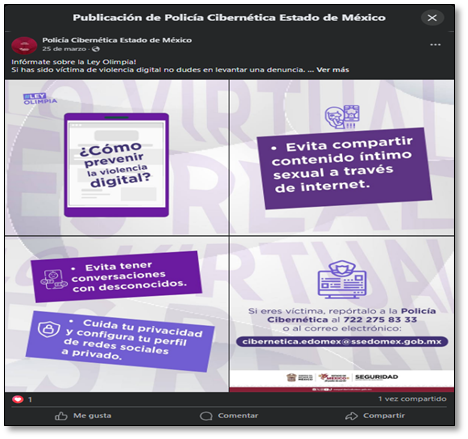 Publicación de Policía Cibernética Estado de México
Policía Cibernética Estado de México
25 de marzo
Infórmate sobre la Ley Olimpia!
Si has sido víctima de violencia digital no dudes en levantar una denuncia. ... Ver más
LEY
OLIMPIA
¿Cómo
prevenir
la violencia
digital?
• Evita compartir
contenido íntimo
sexual a través
de internet.
• Evita tener
conversaciones
con desconocidos.
• Cuida tu privacidad
y configura tu perfil
de redes sociales
a privado.
Si eres víctima, repórtalo a la Policía
Cibernética al 722 275 83 33
o al correo electrónico:
cibernetica.edomex@ssedomex.gob.mx
SEGURIDAD
1
1 vez compartido
Me gusta
Comentar
Compartir